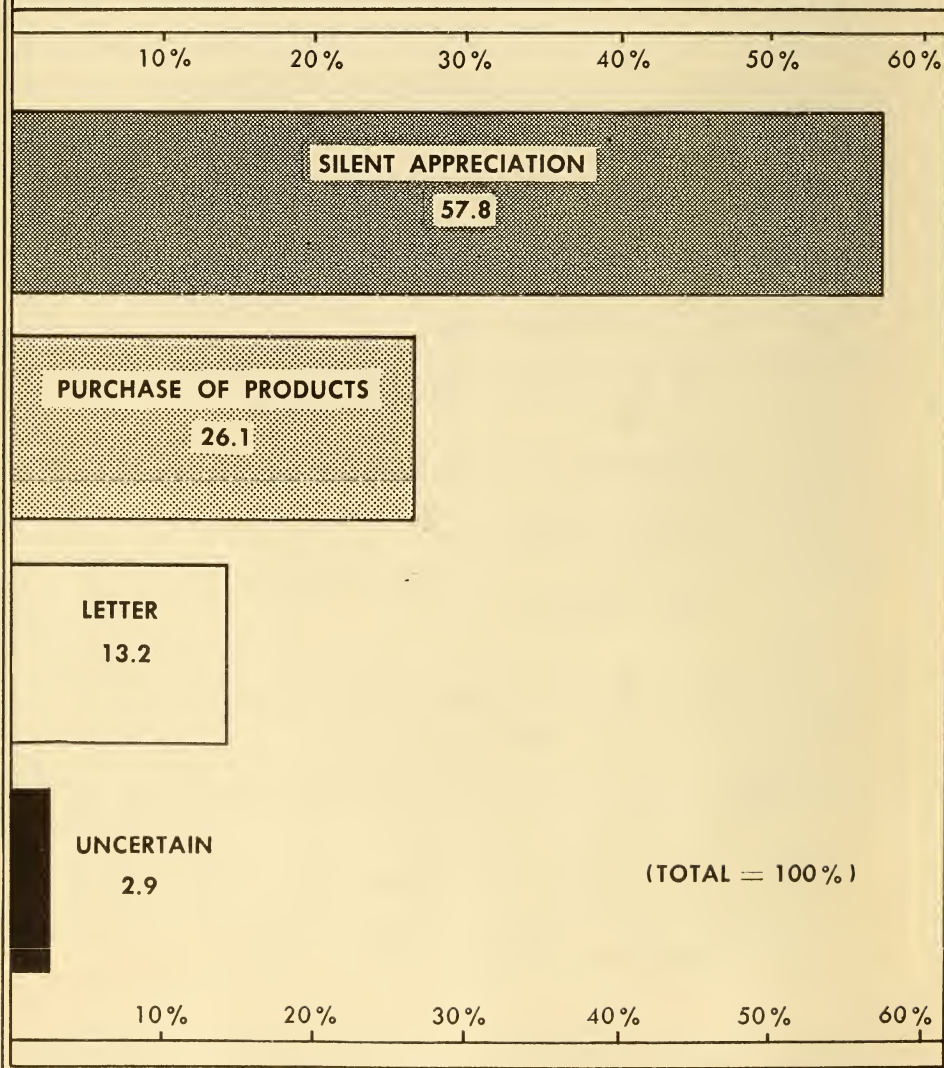 10% 20% 30% 40% 50% 60%
SILENT APPRECIATION
57.8
PURCHASE OF PRODUCTS
26.1
LETTER
13.2
UNCERTAIN
2.9
(TOTAL = 100%)
10% 20% 30% 40% 50% 60%